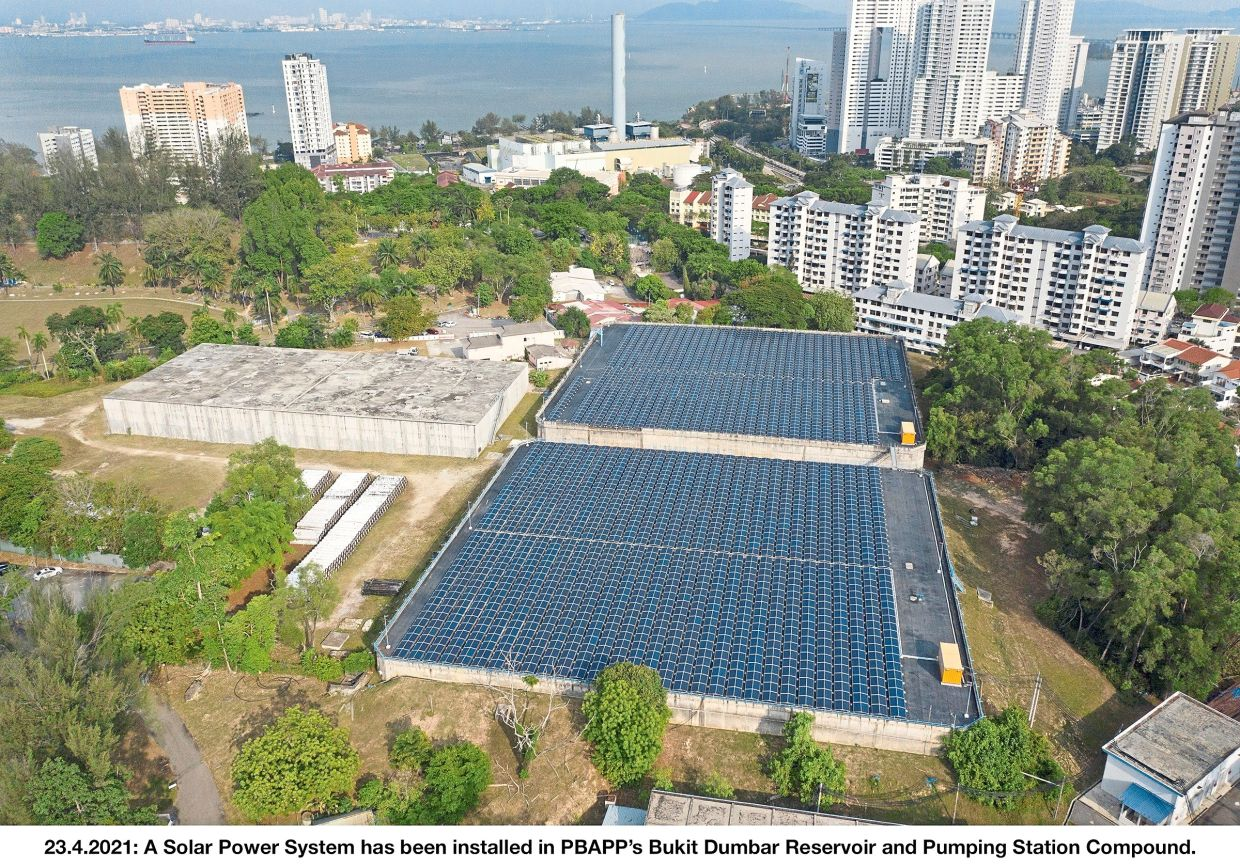 23.4.2021: A Solar Power System has been installed in PBAPP's Bukit Dumbar Reservoir and Pumping Station Compound.